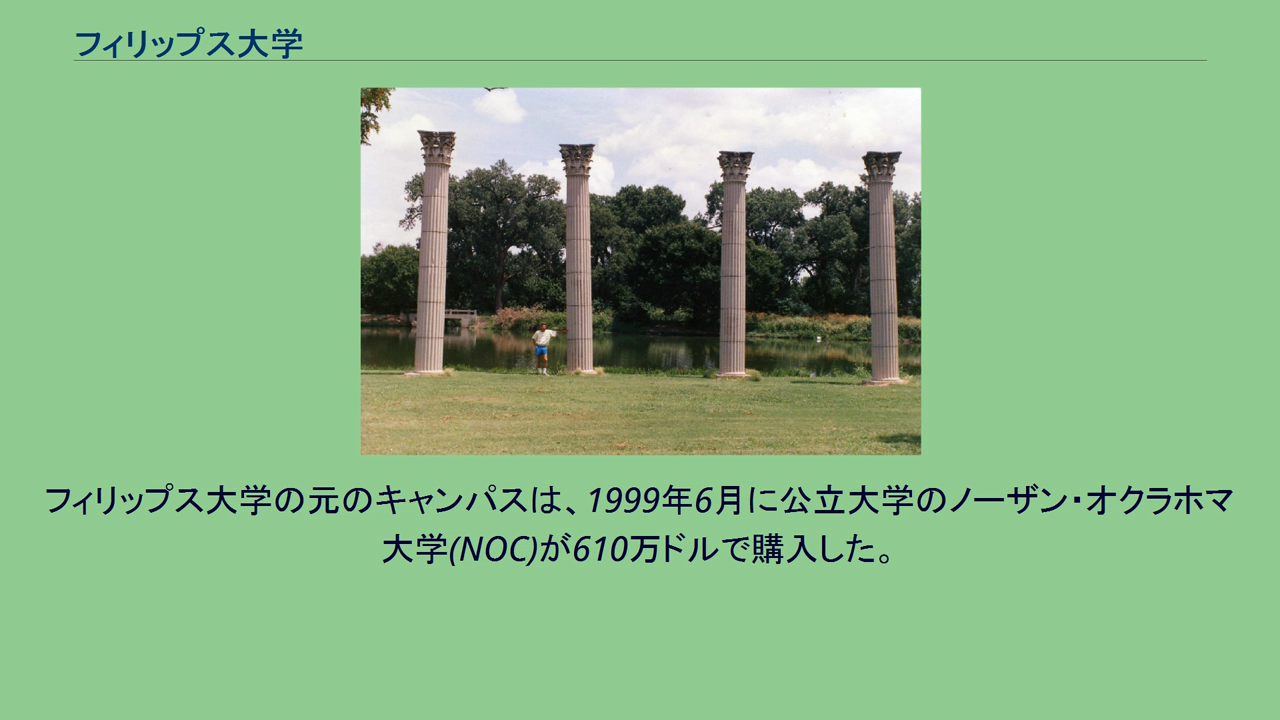 フィリップス大学
フィリップス大学の元のキャンパスは、1999年6月に公立大学のノーザン・オクラホマ
大学(NOC)が610万ドルで購入した。